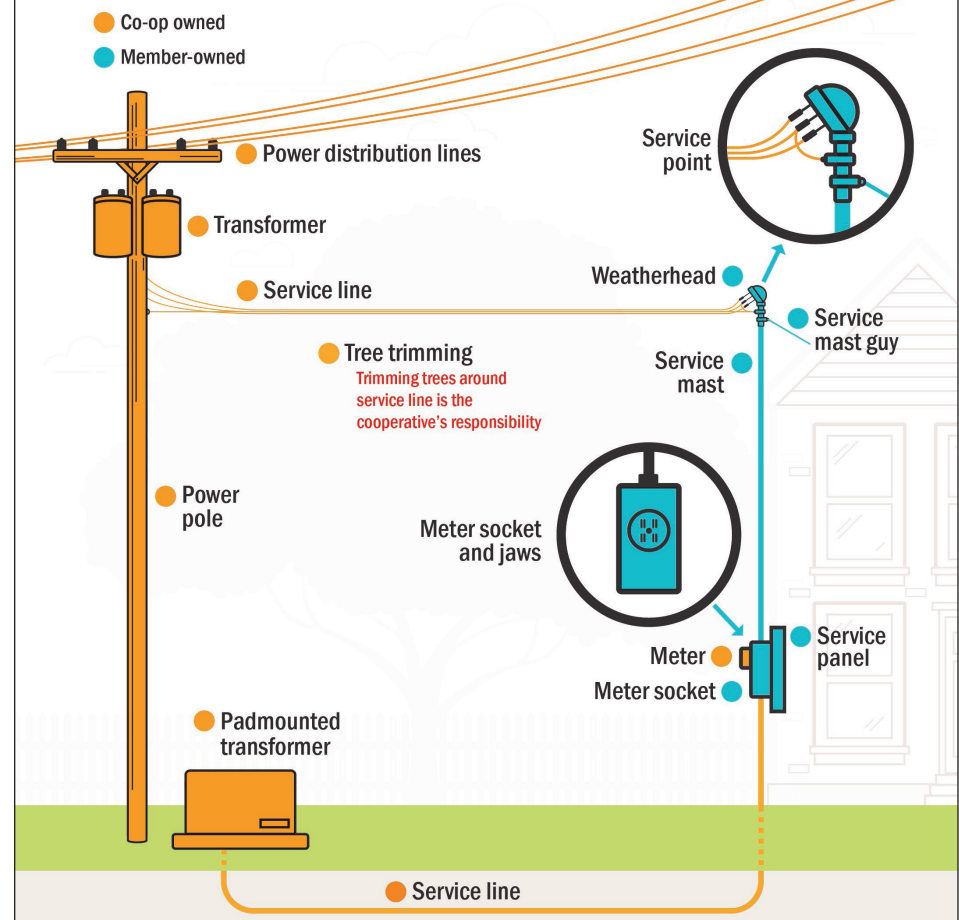 Co-op owned
Member-owned
Power distribution lines
Service
point
Transformer
Weatherhead
Service line
Service
mast guy
Tree trimming
Trimming trees around
service line is the
cooperative's responsibility
Service
mast
Power
pole
Meter socket
and jaws
Service
panel
Meter
Meter socket
Padmounted
transformer
Service line